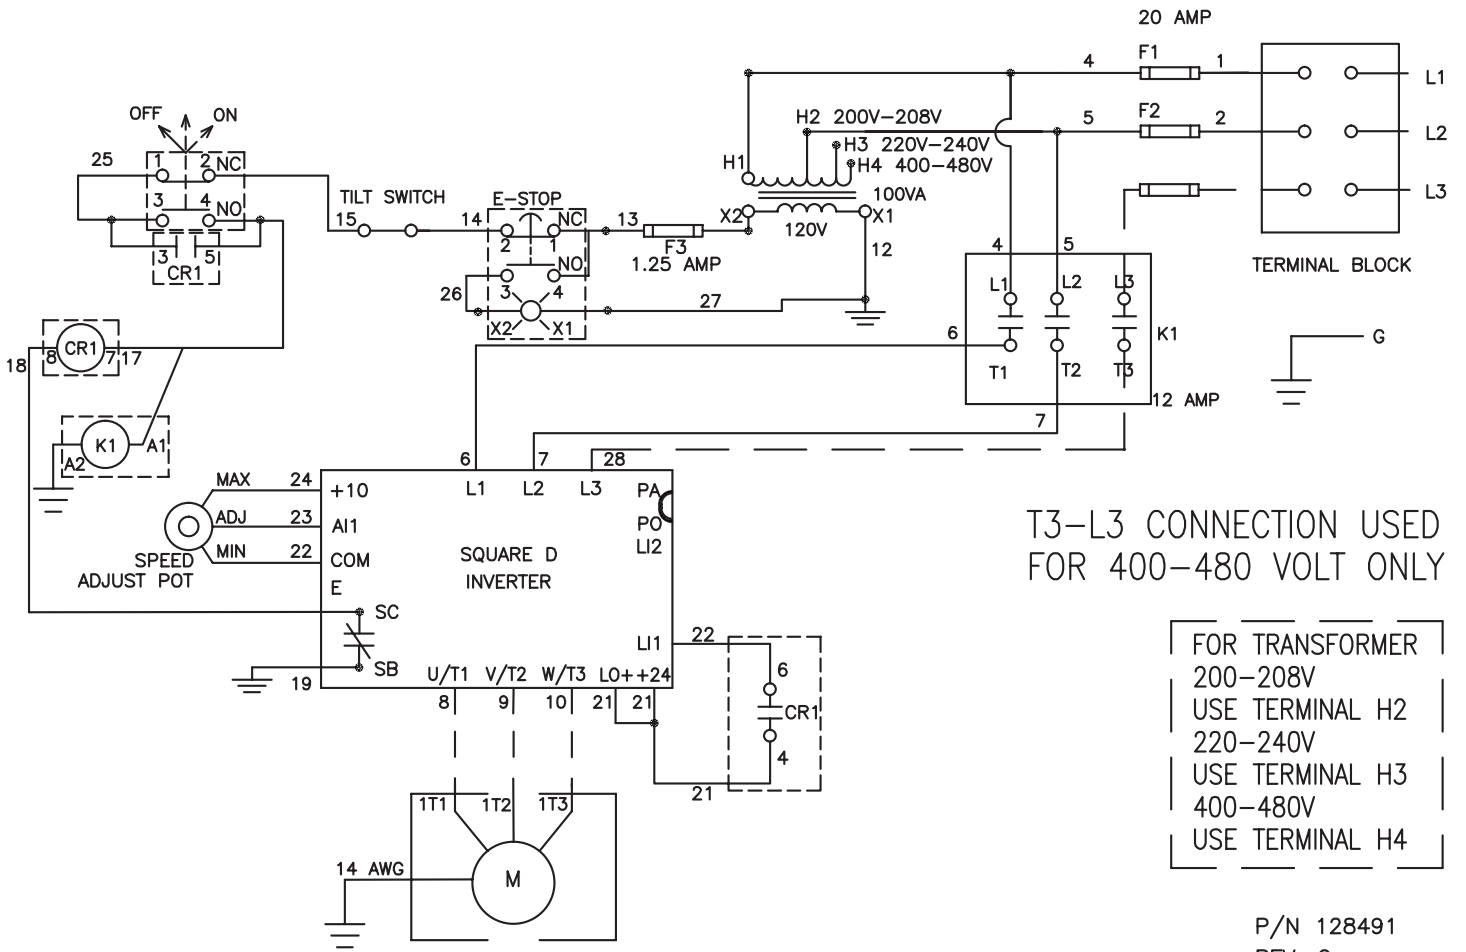 20 AMP
4
F1
1
L1
5
F2
2
L2
L3
TERMINAL BLOCK
G
OFF
ON
25
1
2
NC
3
4
NO
3
5
CR1
TILT SWITCH
15
14
E-STOP
NC
2
1
NO
3
4
X2
X1
26
27
13
F3
1.25 AMP
H2 200V-208V
H3 220V-240V
H4 400-480V
H1
100VA
X2
X1
120V
12
4
5
L1
L2
L3
K1
T1
T2
T3
6
12 AMP
7
CR1
18
8
7
17
K1
A1
A2
MAX
24
+10
ADJ
23
AI1
MIN
22
COM
SPEED
ADJUST POT
E
6
7
28
L1
L2
L3
PA
PO
LI2
SQUARE D
INVERTER
SC
SB
19
LI1
22
U/T1
V/T2
W/T3
LO+
+24
8
9
10
21
21
6
CR1
4
21
1T1
1T2
1T3
14 AWG
M
T3-L3 CONNECTION USED
FOR 400-480 VOLT ONLY
FOR TRANSFORMER
200-208V
USE TERMINAL H2
220-240V
USE TERMINAL H3
400-480V
USE TERMINAL H4
P/N 128491